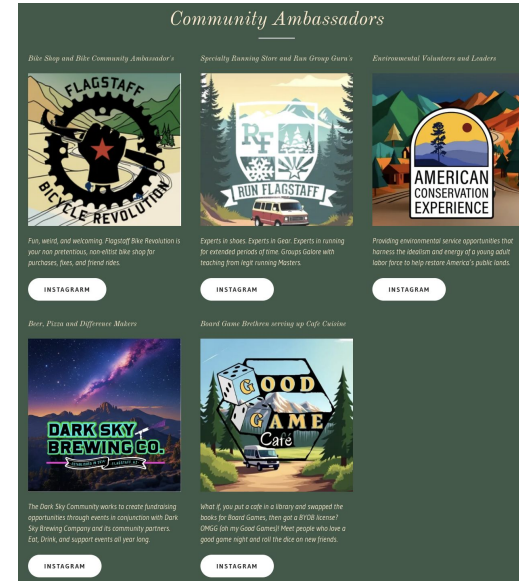 Community Ambassadors
Bike Shop and Bike Community Ambassador's
FLAGSTAFF
BICYCLE REVOLUTION
Fun, weird, and welcoming. Flagstaff Bike Revolution is
your non pretentious, non-elitist bike shop for
purchases, fixes, and friend rides.
INSTAGRARM
Specialty Running Store and Run Group Guru's
RF
RUN FLAGSTAFF
Experts in shoes. Experts in Gear. Experts in running
for extended periods of time. Groups Galore with
teaching from legit running Masters.
INSTAGRAM
Environmental Volunteers and Leaders
AMERICAN
CONSERVATION
EXPERIENCE
Providing environmental service opportunities that
harness the idealism and energy of a young adult
labor force to help restore America's public lands.
INSTAGRAM
Beer, Pizza and Difference Makers
DARK SKY
BREWING CO.
FLAGSTAFF, AZ
The Dark Sky Community works to create fundraising
opportunities through events in conjunction with Dark
Sky Brewing Company and its community partners.
Eat, Drink, and support events all year long.
INSTAGRAM
Board Game Brethren serving up Cafe Cuisine
GOOD
GAME
Café
What if, you put a cafe in a library and swapped the
books for Board Games, then got a BYOB license?
OMGG (oh my Good Games)! Meet people who love a
good game night and roll the dice on new friends.
INSTAGRAM